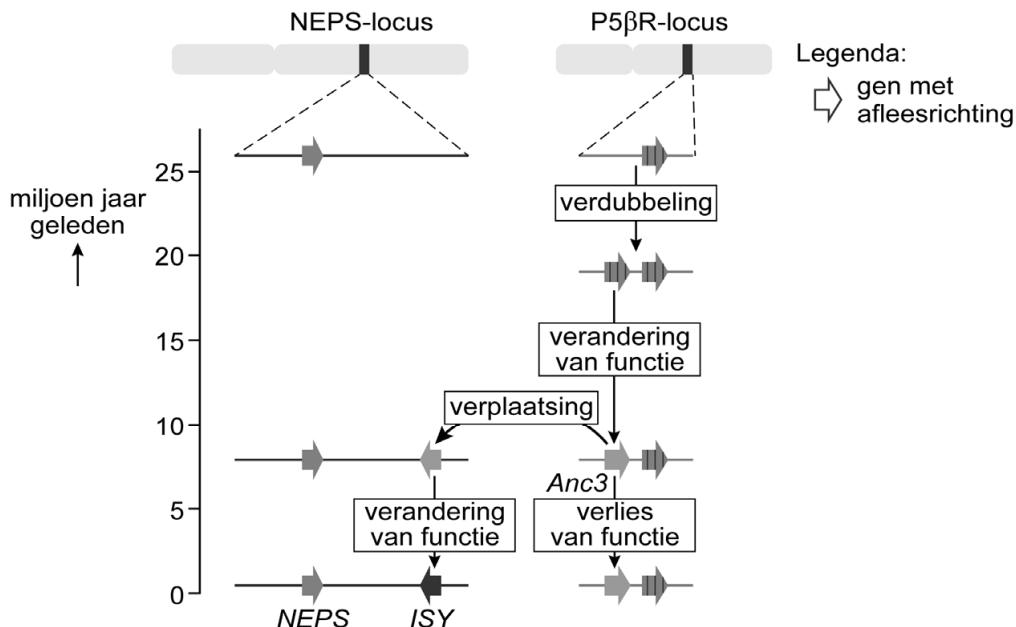 NEPS-locus
P5βR-locus
Legenda:
gen met
afleesrichting
miljoen jaar
geleden
25
20
15
10
5
0
verdubbeling
verandering
van functie
verplaatsing
Anc3
verandering
van functie
verlies
van functie
NEPS
ISY